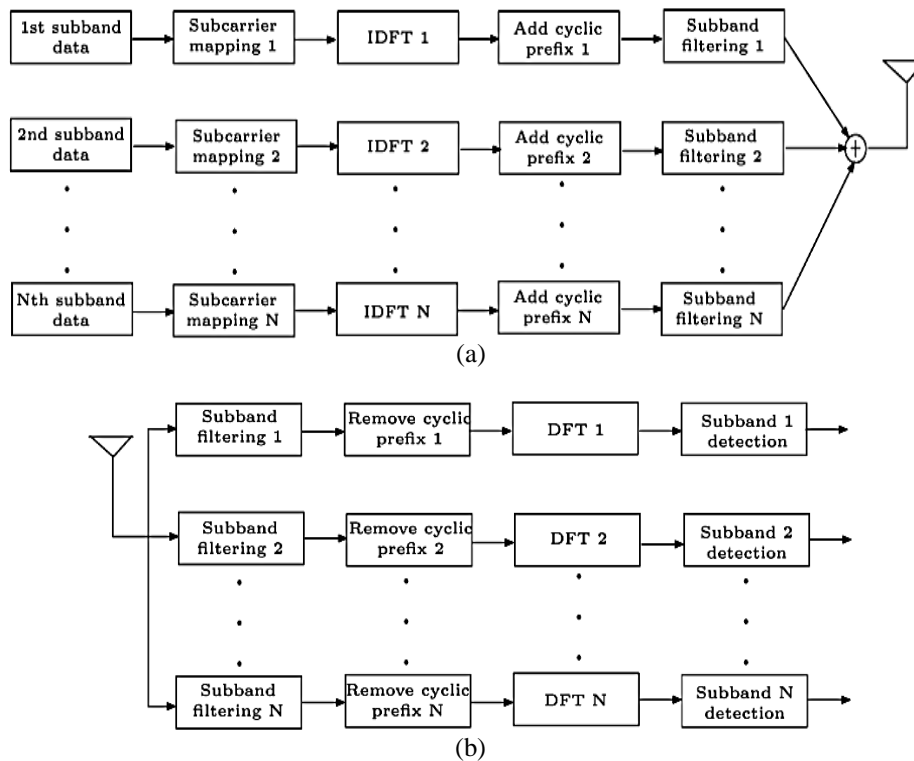 1st subband
data
Subcarrier
mapping 1
IDFT 1
Add cyclic
prefix 1
Subband
filtering 1
2nd subband
data
Subcarrier
mapping 2
IDFT 2
Add cyclic
prefix 2
Subband
filtering 2
+
Nth subband
data
Subcarrier
mapping N
IDFT N
Add cyclic
prefix N
Subband
filtering N
(a)
Subband
filtering 1
Remove cyclic
prefix 1
DFT 1
Subband 1
detection
Subband
filtering 2
Remove cyclic
prefix 2
DFT 2
Subband 2
detection
Subband
filtering N
Remove cyclic
prefix N
DFT N
Subband N
detection
(b)